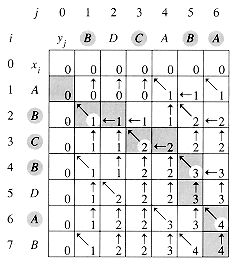 j 0 1 2 3 4 5 6
i y_j B D C A B A
0 x_i 0 0 0 0 0 0 0
1 A 0 ↑0 ↑0 ↑0 ↖1 ←1 ↖1
2 B 0 ↖1 ←1 ←1 ↑1 ↖2 ←2
3 C 0 ↑1 ↑1 ↖2 ←2 ↑2 ↑2
4 B 0 ↖1 ↑1 ↑2 ↑2 ↖3 ←3
5 D 0 ↑1 ↖2 ↑2 ↑2 ↑3 ↑3
6 A 0 ↑1 ↑2 ↑2 ↖3 ↑3 ↖4
7 B 0 ↖1 ↑2 ↑2 ↑3 ↖4 ↑4